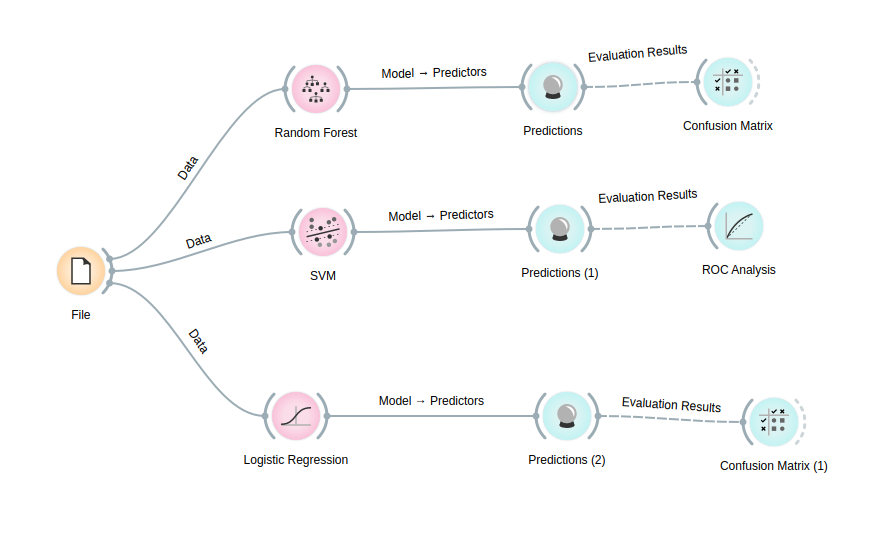 Data
Random Forest
Model → Predictors
Predictions
Evaluation Results
Confusion Matrix
File
Data
SVM
Model → Predictors
Predictions (1)
Evaluation Results
ROC Analysis
Data
Logistic Regression
Model → Predictors
Predictions (2)
Evaluation Results
Confusion Matrix (1)